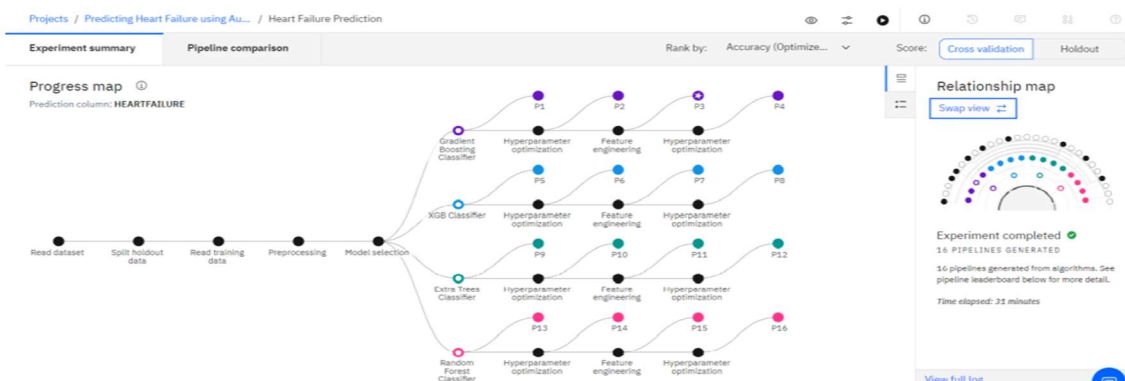 Projects / Predicting Heart Failure using Au... / Heart Failure Prediction
Experiment summary
Pipeline comparison
Rank by: Accuracy (Optimize...
Score: Cross validation Holdout
Progress map
Prediction column: HEARTFAILURE
P1 P2 P3 P4
Gradient
Boosting
Classifier
Hyperparameter
optimization
Feature
engineering
Hyperparameter
optimization
P5 P6 P7 P8
XGB Classifier
Hyperparameter
optimization
Feature
engineering
Hyperparameter
optimization
Read dataset
Split holdout
data
Read training
data
Preprocessing
Model selection
P9 P10 P11 P12
Extra Trees
Classifier
Hyperparameter
optimization
Feature
engineering
Hyperparameter
optimization
P13 P14 P15 P16
Random
Forest
Classifier
Hyperparameter
optimization
Feature
engineering
Hyperparameter
optimization
Relationship map
Swap view
Experiment completed
16 PIPELINES GENERATED
16 pipelines generated from algorithms. See
pipeline leaderboard below for more detail.
Time elapsed: 31 minutes
View full log